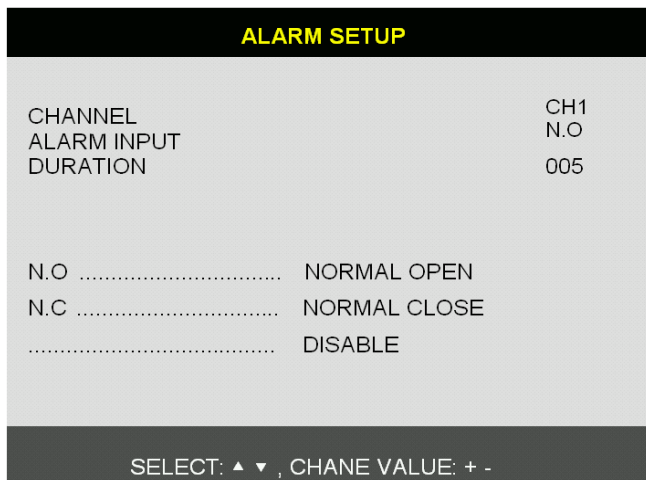 ALARM SETUP
CHANNEL CH1
ALARM INPUT N.O
DURATION 005
N.O ................................ NORMAL OPEN
N.C ................................ NORMAL CLOSE
....................................... DISABLE
SELECT: ▲ ▼ , CHANE VALUE: + -